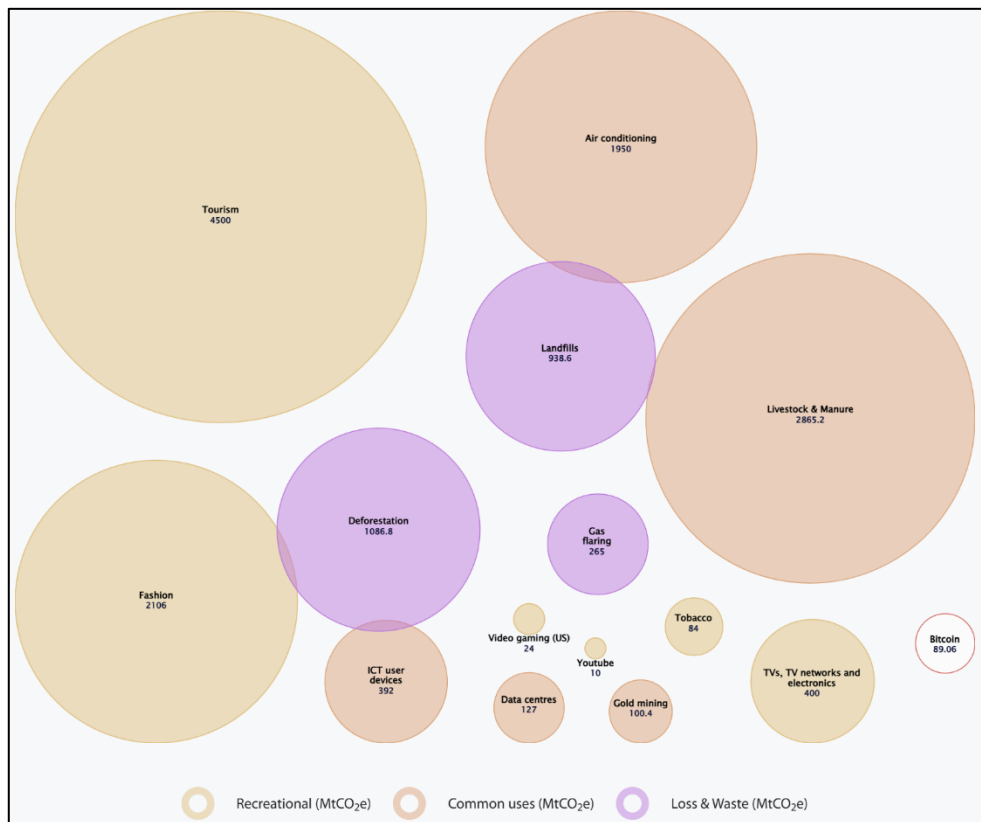 Tourism
4500
Air conditioning
1950
Landfills
938.6
Livestock & Manure
2865.2
Deforestation
1086.8
Gas
flaring
265
Fashion
2106
Video gaming (US)
24
Youtube
10
Tobacco
84
Bitcoin
89.06
ICT user
devices
392
Data centres
127
Gold mining
100.4
TVs, TV networks and
electronics
400
Recreational (MtCO₂e)
Common uses (MtCO₂e)
Loss & Waste (MtCO₂e)